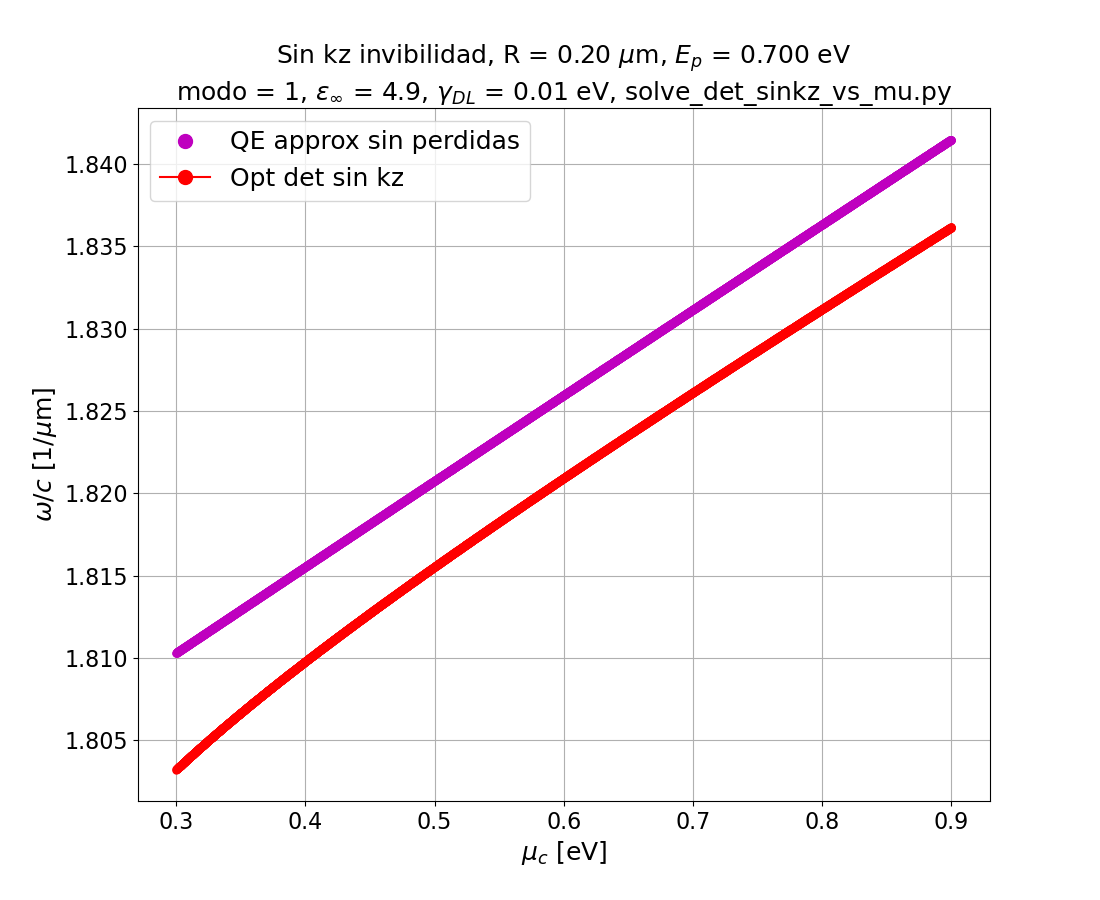 Sin kz invibilidad, R = 0.20 μm, E_p = 0.700 eV
modo = 1, ε_∞ = 4.9, γ_DL = 0.01 eV, solve_det_sinkz_vs_mu.py
QE approx sin perdidas
Opt det sin kz
1.840
1.835
1.830
1.825
1.820
1.815
1.810
1.805
ω/c [1/μm]
0.3 0.4 0.5 0.6 0.7 0.8 0.9
μ_c [eV]